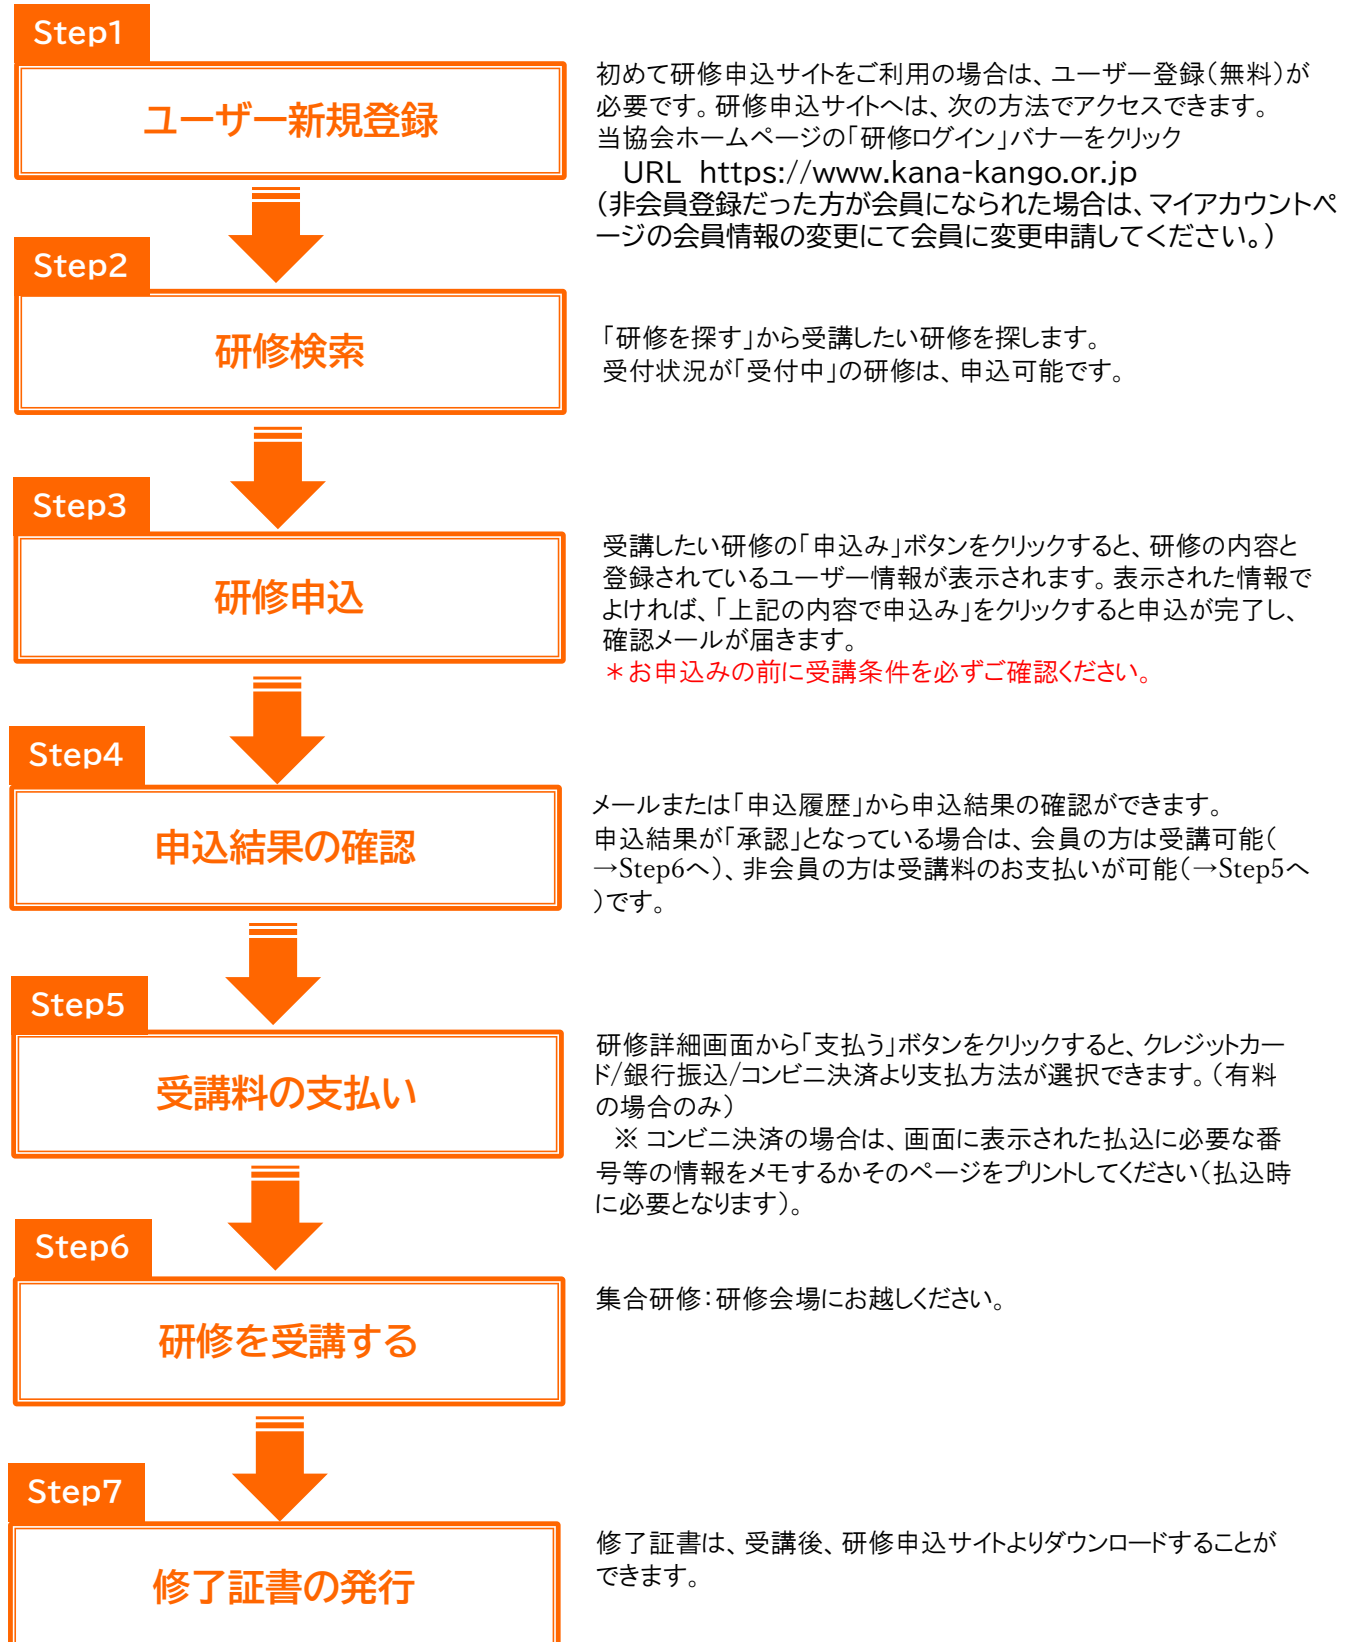 Step1
ユーザー新規登録
初めて研修申込サイトをご利用の場合は、ユーザー登録（無料）が
必要です。研修申込サイトへは、次の方法でアクセスできます。
当協会ホームページの「研修ログイン」バナーをクリック
URL https://www.kana-kango.or.jp
（非会員登録だった方が会員になられた場合は、マイアカウントペ
ージの会員情報の変更にて会員に変更申請してください。）
Step2
研修検索
「研修を探す」から受講したい研修を探します。
受付状況が「受付中」の研修は、申込可能です。
Step3
研修申込
受講したい研修の「申込み」ボタンをクリックすると、研修の内容と
登録されているユーザー情報が表示されます。表示された情報で
よければ、「上記の内容で申込み」をクリックすると申込が完了し、
確認メールが届きます。
＊お申込みの前に受講条件を必ずご確認ください。
Step4
申込結果の確認
メールまたは「申込履歴」から申込結果の確認ができます。
申込結果が「承認」となっている場合は、会員の方は受講可能（
→Step6へ）、非会員の方は受講料のお支払いが可能（→Step5へ
）です。
Step5
受講料の支払い
研修詳細画面から「支払う」ボタンをクリックすると、クレジットカー
ド/銀行振込/コンビニ決済より支払方法が選択できます。（有料
の場合のみ）
※ コンビニ決済の場合は、画面に表示された払込に必要な番
号等の情報をメモするかそのページをプリントしてください（払込時
に必要となります）。
Step6
研修を受講する
集合研修：研修会場にお越しください。
Step7
修了証書の発行
修了証書は、受講後、研修申込サイトよりダウンロードすることが
できます。